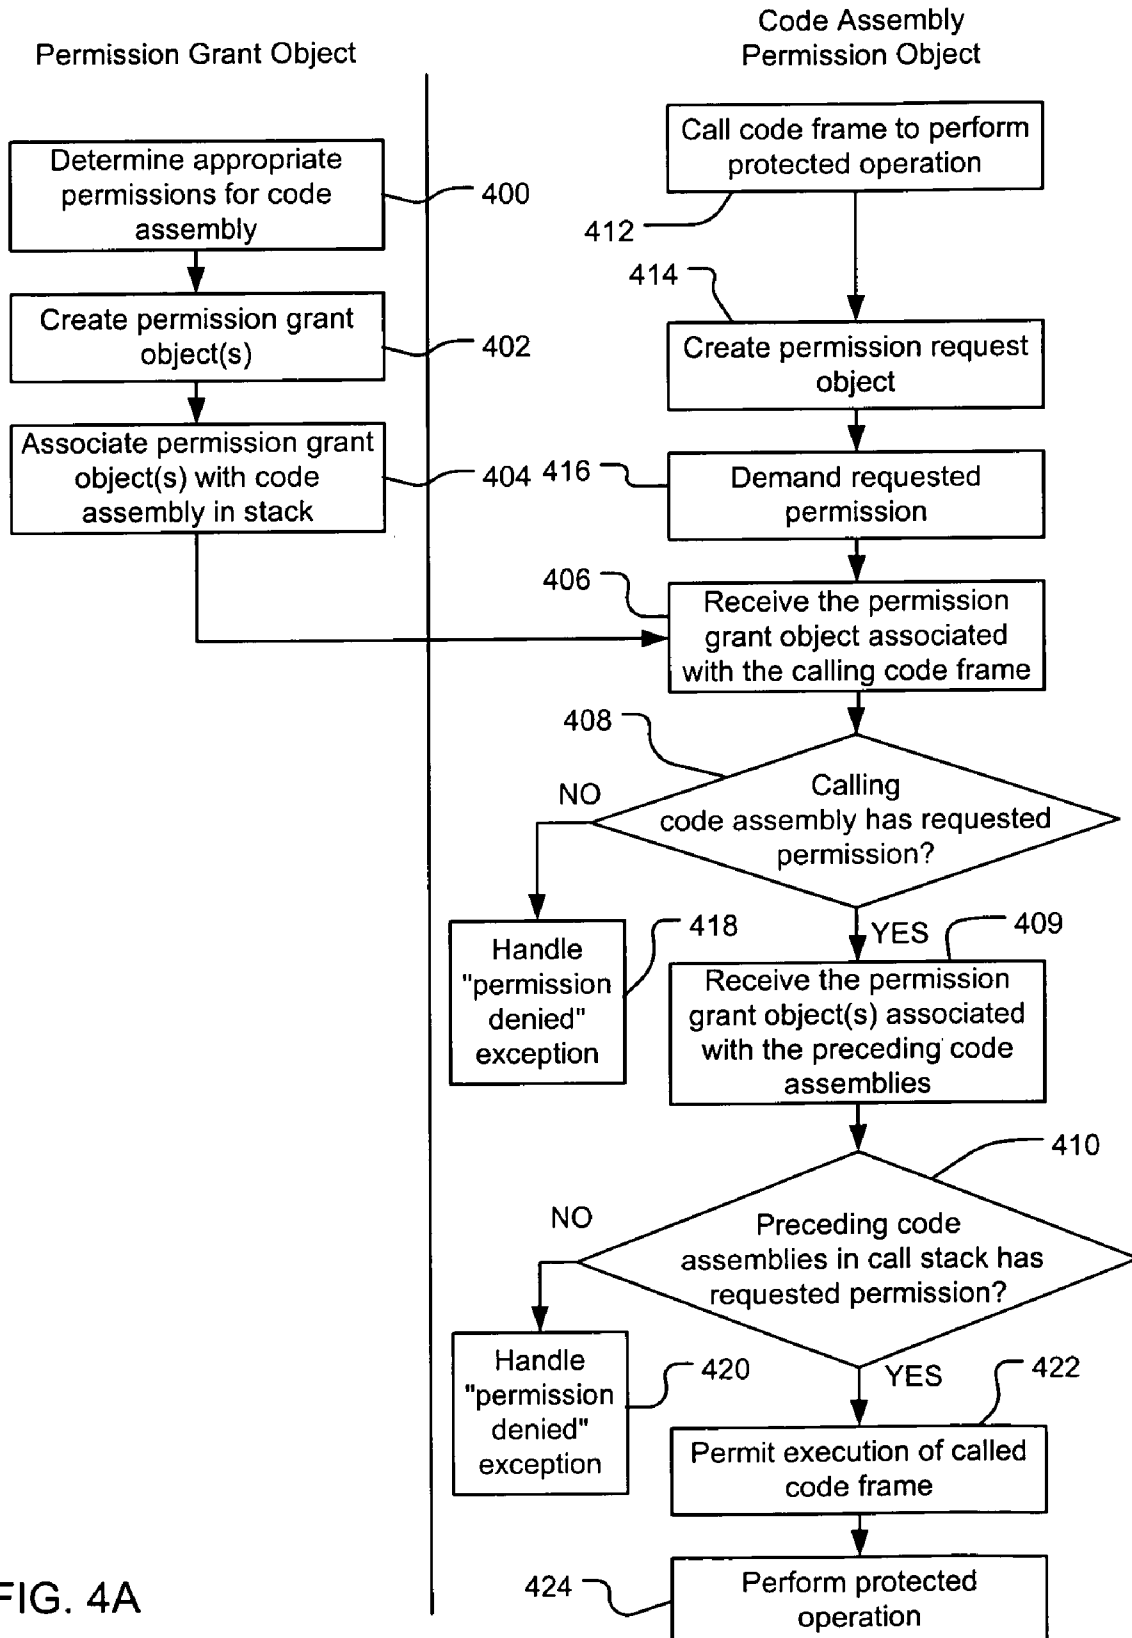 Permission Grant Object
Determine appropriate
permissions for code
assembly
400
Create permission grant
object(s)
402
Associate permission grant
object(s) with code
assembly in stack
404
Code Assembly
Permission Object
Call code frame to perform
protected operation
412
414
Create permission request
object
416
Demand requested
permission
406
Receive the permission
grant object associated
with the calling code frame
408
Calling
code assembly has requested
permission?
NO
Handle
"permission
denied"
exception
418
YES
409
Receive the permission
grant object(s) associated
with the preceding code
assemblies
410
Preceding code
assemblies in call stack has
requested permission?
NO
Handle
"permission
denied"
exception
420
YES
422
Permit execution of called
code frame
424
Perform protected
operation
FIG. 4A